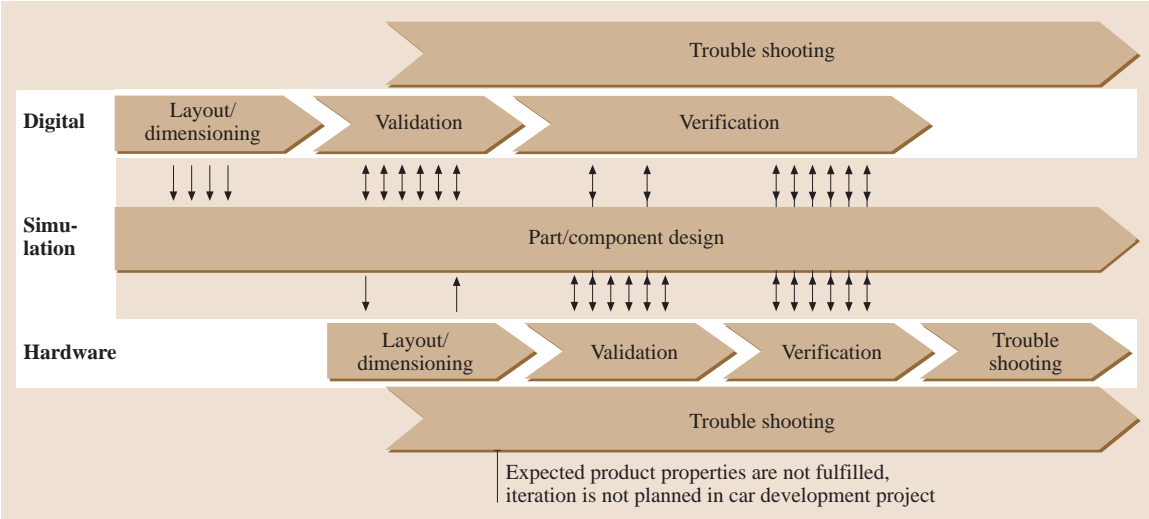 Trouble shooting
Digital
Layout/
dimensioning
Validation
Verification
Simu-
lation
Part/component design
Hardware
Layout/
dimensioning
Validation
Verification
Trouble
shooting
Trouble shooting
Expected product properties are not fulfilled,
iteration is not planned in car development project